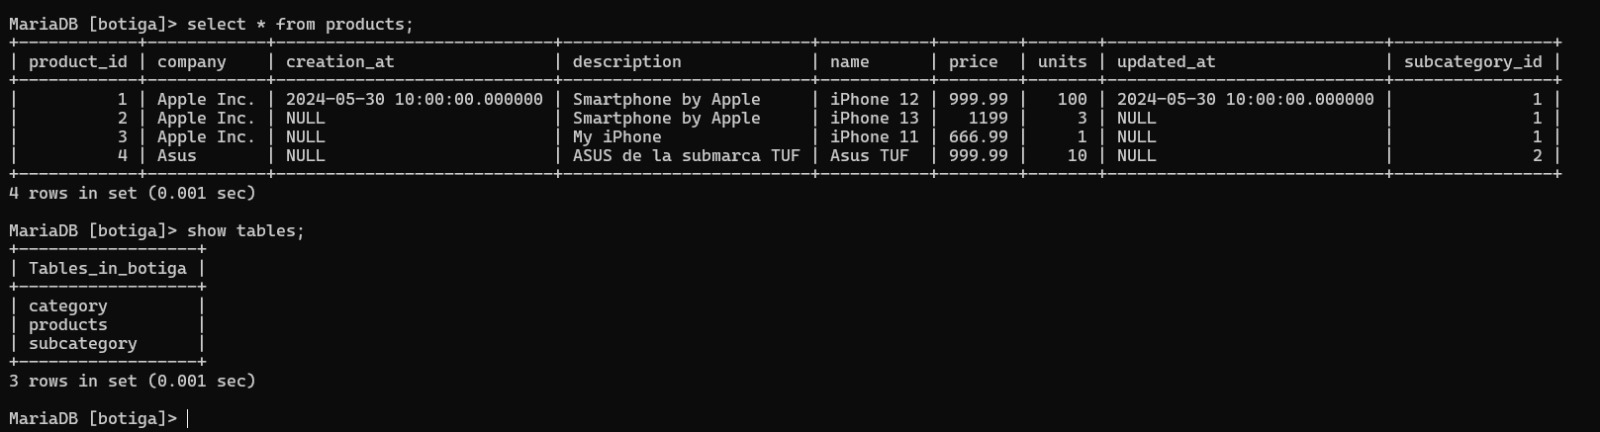 MariaDB [botiga]> select * from products;
+------------+------------+----------------------------+-------------------------+-----------+--------+-------+----------------------------+----------------+
| product_id | company    | creation_at                | description             | name      | price  | units | updated_at                 | subcategory_id |
+------------+------------+----------------------------+-------------------------+-----------+--------+-------+----------------------------+----------------+
|          1 | Apple Inc. | 2024-05-30 10:00:00.000000 | Smartphone by Apple     | iPhone 12 | 999.99 |   100 | 2024-05-30 10:00:00.000000 |              1 |
|          2 | Apple Inc. | NULL                       | Smartphone by Apple     | iPhone 13 |   1199 |     3 | NULL                       |              1 |
|          3 | Apple Inc. | NULL                       | My iPhone               | iPhone 11 | 666.99 |     1 | NULL                       |              1 |
|          4 | Asus       | NULL                       | ASUS de la submarca TUF | Asus TUF  | 999.99 |    10 | NULL                       |              2 |
+------------+------------+----------------------------+-------------------------+-----------+--------+-------+----------------------------+----------------+
4 rows in set (0.001 sec)
MariaDB [botiga]> show tables;
+------------------+
| Tables_in_botiga |
+------------------+
| category         |
| products         |
| subcategory      |
+------------------+
3 rows in set (0.001 sec)
MariaDB [botiga]>